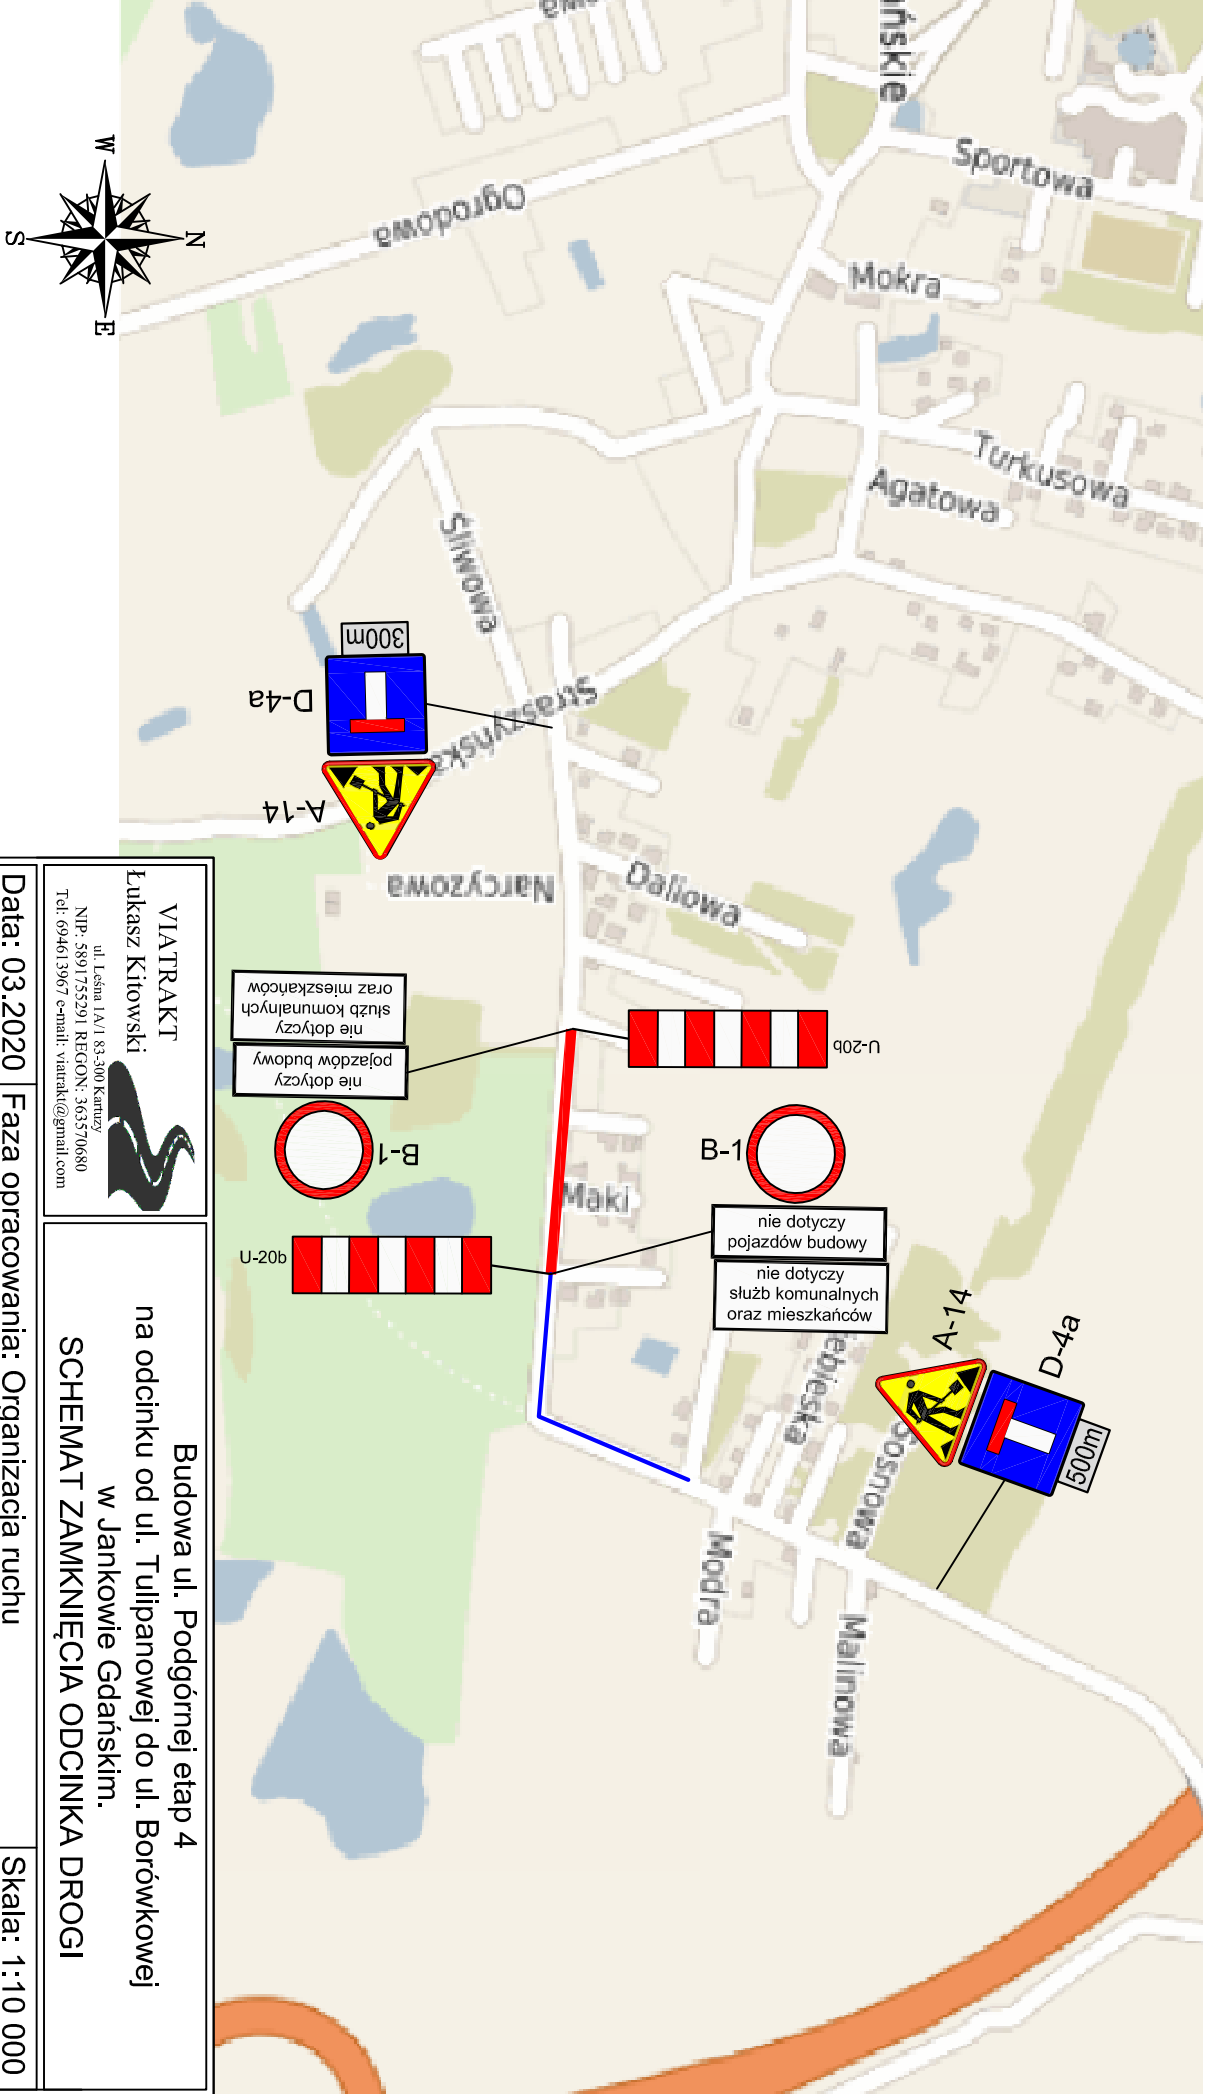 ńskie
Sportowa
Ogrodowa
Mokra
W
N
S
E
Turkusowa
Agatowa
Śliwowa
300m
D-4a
Straszyńska
A-14
Narcyzowa
Daliowa
nie dotyczy
pojazdów budowy
nie dotyczy
służb komunalnych
oraz mieszkańców
B-1
U-20b
Maki
U-20b
B-1
nie dotyczy
pojazdów budowy
nie dotyczy
służb komunalnych
oraz mieszkańców
A-14
D-4a
500m
ebieska
osnowa
Modra
Malinowa
VIATRAKT
Łukasz Kitowski
ul. Leśna 1A/1 83-300 Kartuzy
NIP: 5891755291 REGON: 363570680
Tel: 694613967 e-mail: viatrakt@gmail.com
Budowa ul. Podgórnej etap 4
na odcinku od ul. Tulipanowej do ul. Borówkowej
w Jankowie Gdańskim.
SCHEMAT ZAMKNIĘCIA ODCINKA DROGI
Data: 03.2020
Faza opracowania: Organizacja ruchu
Skala: 1:10 000